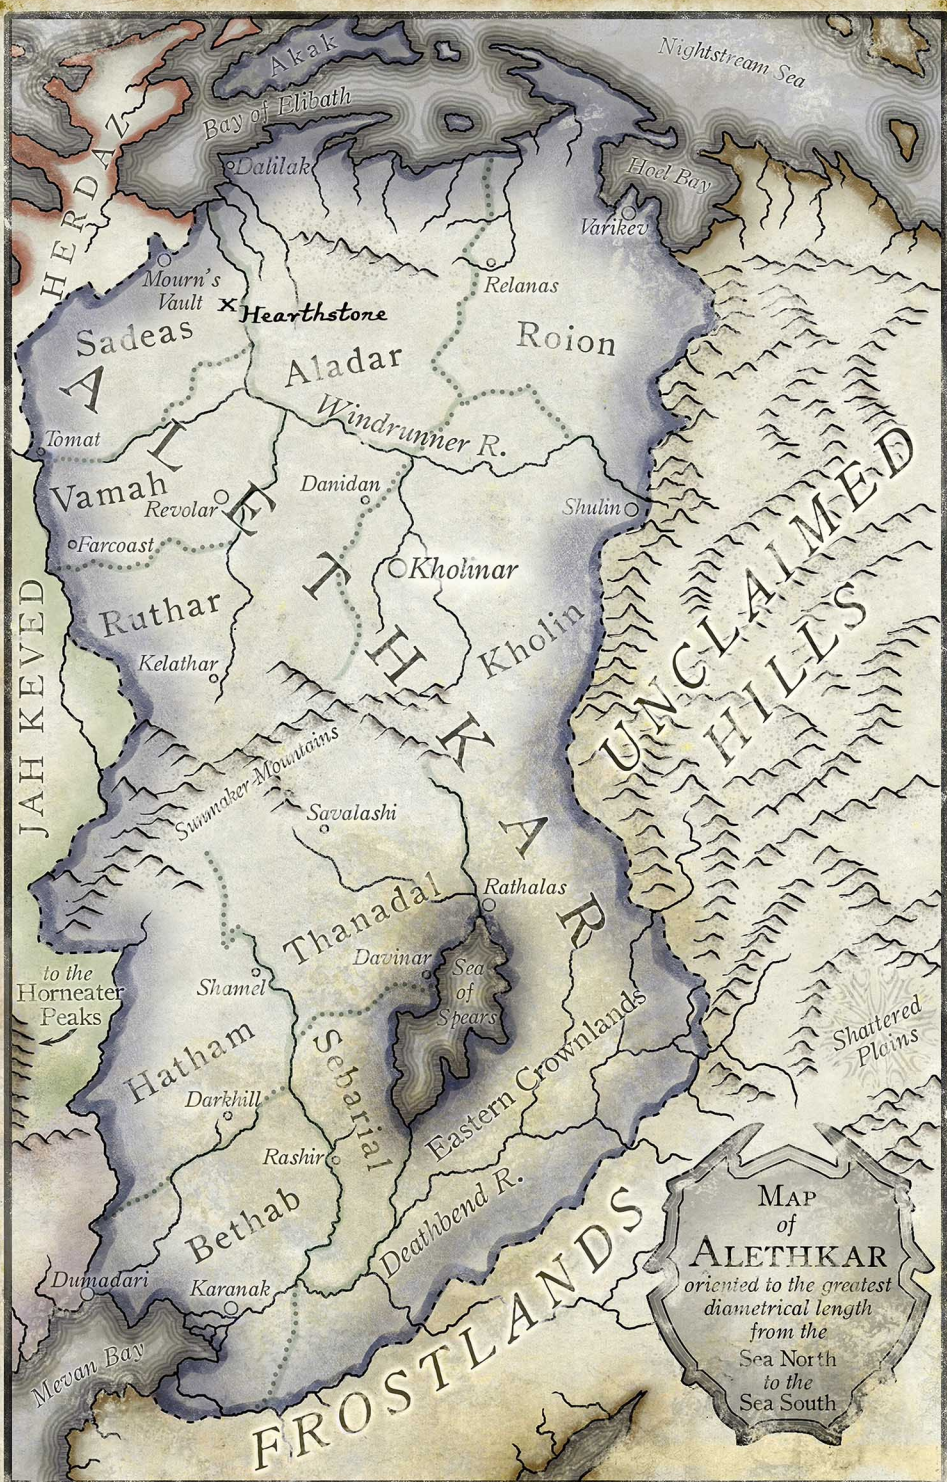 Nightstream Sea
Akak
Bay of Elibath
HERDAZ
Dalilak
Hoel Bay
Varikev
Mourn's
Vault
Relanas
x Hearthstone
Sadeas
Roion
Aladar
ALETHKAR
Windrunner R.
Tomat
Vamah
Revolar
Danidan
Shulin
Farcoast
Kholinar
UNCLAIMED
HILLS
Ruthar
Kholin
JAH KEVED
Kelathar
Sunmaker Mountains
Savalashi
Rathalas
Thanadal
Davinar
Sea
of
Spears
to the
Horneater
Peaks
Shamel
Shattered
Plains
Hatham
Sebarial
Eastern Crownlands
Darkhill
Rashir
Bethab
Deathbend R.
Dumadari
Karanak
Mevan Bay
FROSTLANDS
MAP
of
ALETHKAR
oriented to the greatest
diametrical length
from the
Sea North
to the
Sea South